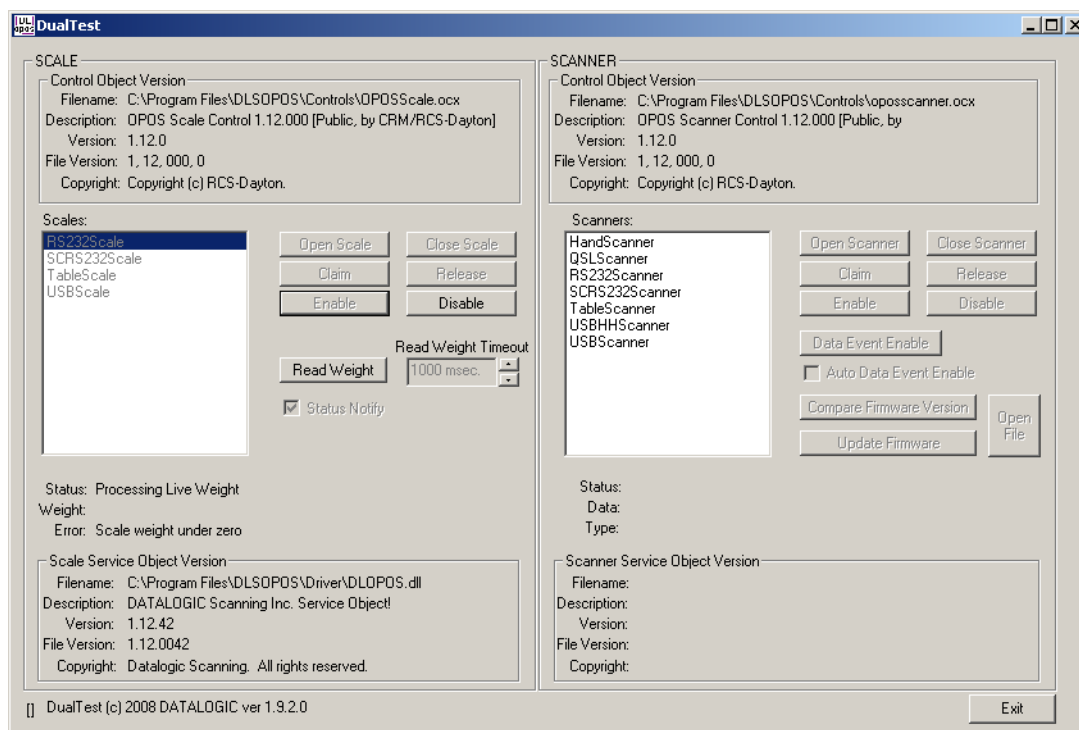 UL
opos
DualTest
SCALE
Control Object Version
Filename: C:\Program Files\DLSOPOS\Controls\OPOSScale.ocx
Description: OPOS Scale Control 1.12.000 [Public, by CRM/RCS-Dayton]
Version: 1.12.0
File Version: 1, 12, 000, 0
Copyright: Copyright (c) RCS-Dayton.
Scales:
RS232Scale
SCRS232Scale
TableScale
USBScale
Open Scale
Close Scale
Claim
Release
Enable
Disable
Read Weight Timeout
Read Weight
1000 msec.
Status Notify
Status: Processing Live Weight
Weight:
Error: Scale weight under zero
Scale Service Object Version
Filename: C:\Program Files\DLSOPOS\Driver\DLOPOS.dll
Description: DATALOGIC Scanning Inc. Service Object!
Version: 1.12.42
File Version: 1.12.0042
Copyright: Datalogic Scanning. All rights reserved.
SCANNER
Control Object Version
Filename: C:\Program Files\DLSOPOS\Controls\oposscanner.ocx
Description: OPOS Scanner Control 1.12.000 [Public, by
Version: 1.12.0
File Version: 1, 12, 000, 0
Copyright: Copyright (c) RCS-Dayton.
Scanners:
HandScanner
QSLScanner
RS232Scanner
SCRS232Scanner
TableScanner
USBHHScanner
USBScanner
Open Scanner
Close Scanner
Claim
Release
Enable
Disable
Data Event Enable
Auto Data Event Enable
Compare Firmware Version
Update Firmware
Open
File
Status:
Data:
Type:
Scanner Service Object Version
Filename:
Description:
Version:
File Version:
Copyright:
[] DualTest (c) 2008 DATALOGIC ver 1.9.2.0
Exit